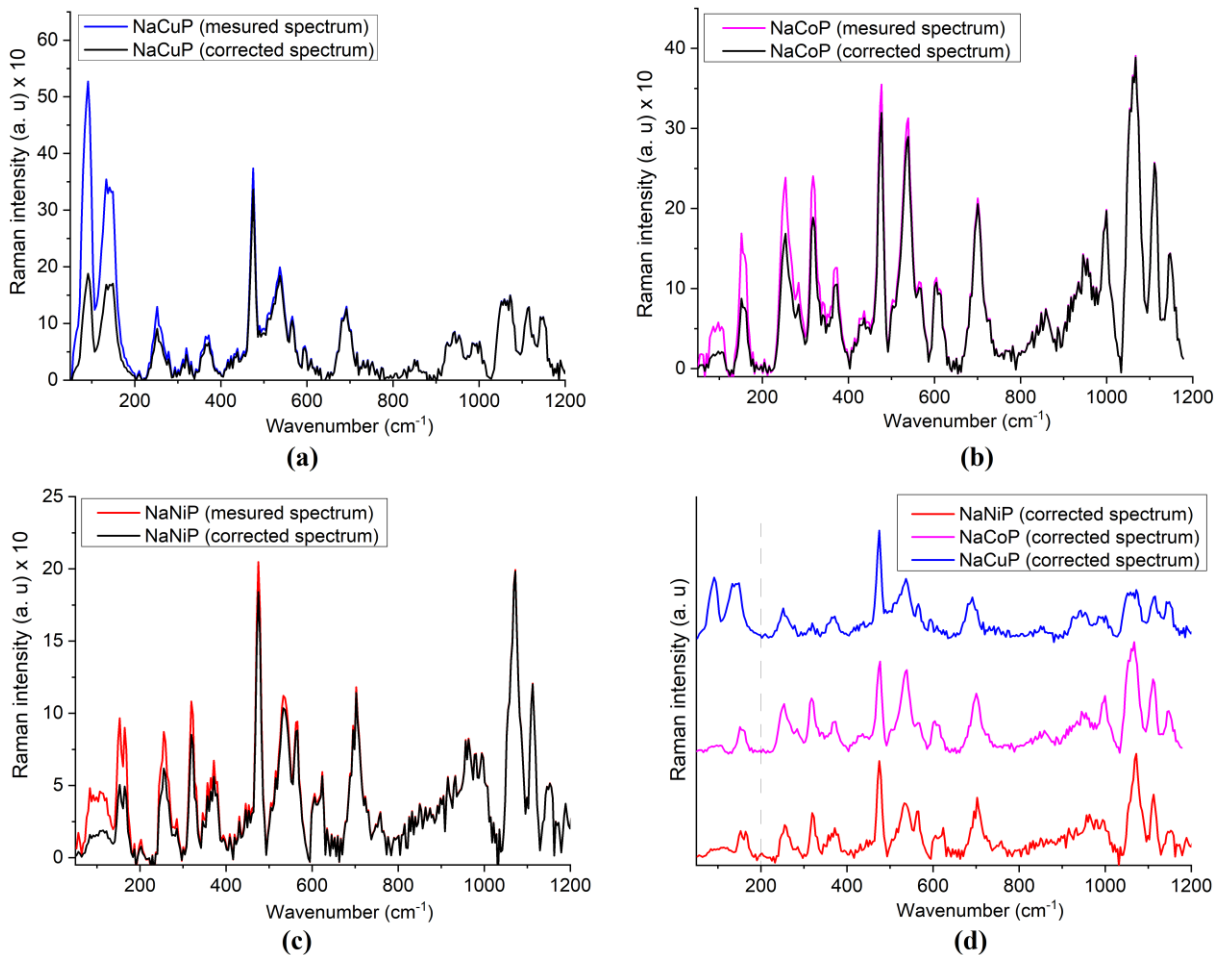 NaCuP (mesured spectrum)
NaCuP (corrected spectrum)
Raman intensity (a. u) x 10
60
50
40
30
20
10
0
200 400 600 800 1000 1200
Wavenumber (cm-1)
(a)
NaCoP (mesured spectrum)
NaCoP (corrected spectrum)
Raman intensity (a. u) x 10
40
30
20
10
0
200 400 600 800 1000 1200
Wavenumber (cm-1)
(b)
NaNiP (mesured spectrum)
NaNiP (corrected spectrum)
Raman intensity (a. u) x 10
25
20
15
10
5
0
200 400 600 800 1000 1200
Wavenumber (cm-1)
(c)
NaNiP (corrected spectrum)
NaCoP (corrected spectrum)
NaCuP (corrected spectrum)
Raman intensity (a. u)
200 400 600 800 1000 1200
Wavenumber (cm-1)
(d)